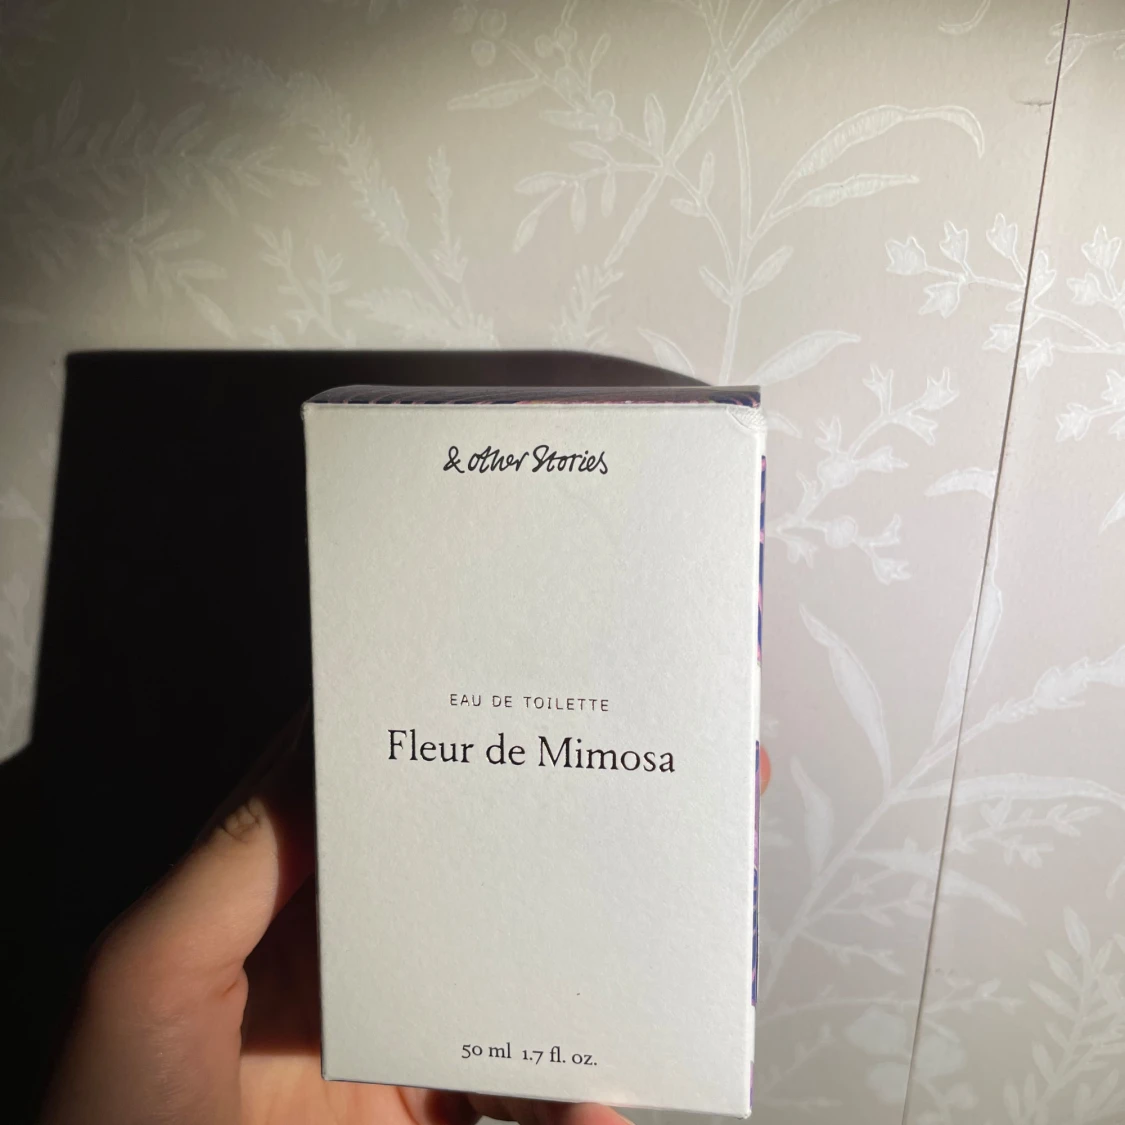 & other Stories
EAU DE TOILETTE
Fleur de Mimosa
50 ml 1.7 fl. oz.